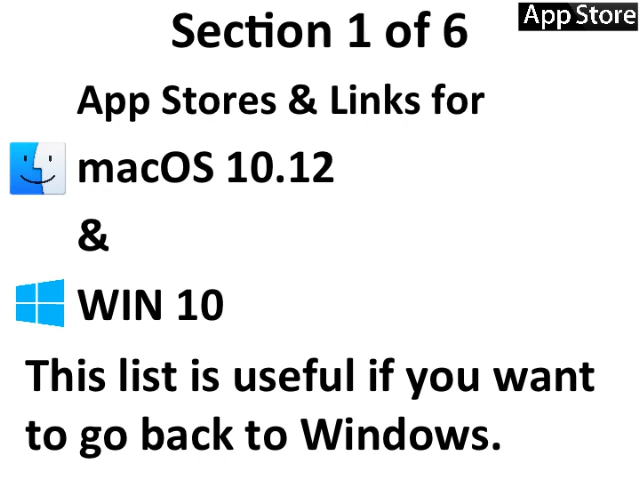 Section 1 of 6
App Store
App Stores & Links for
macOS 10.12
&
WIN 10
This list is useful if you want
to go back to Windows.